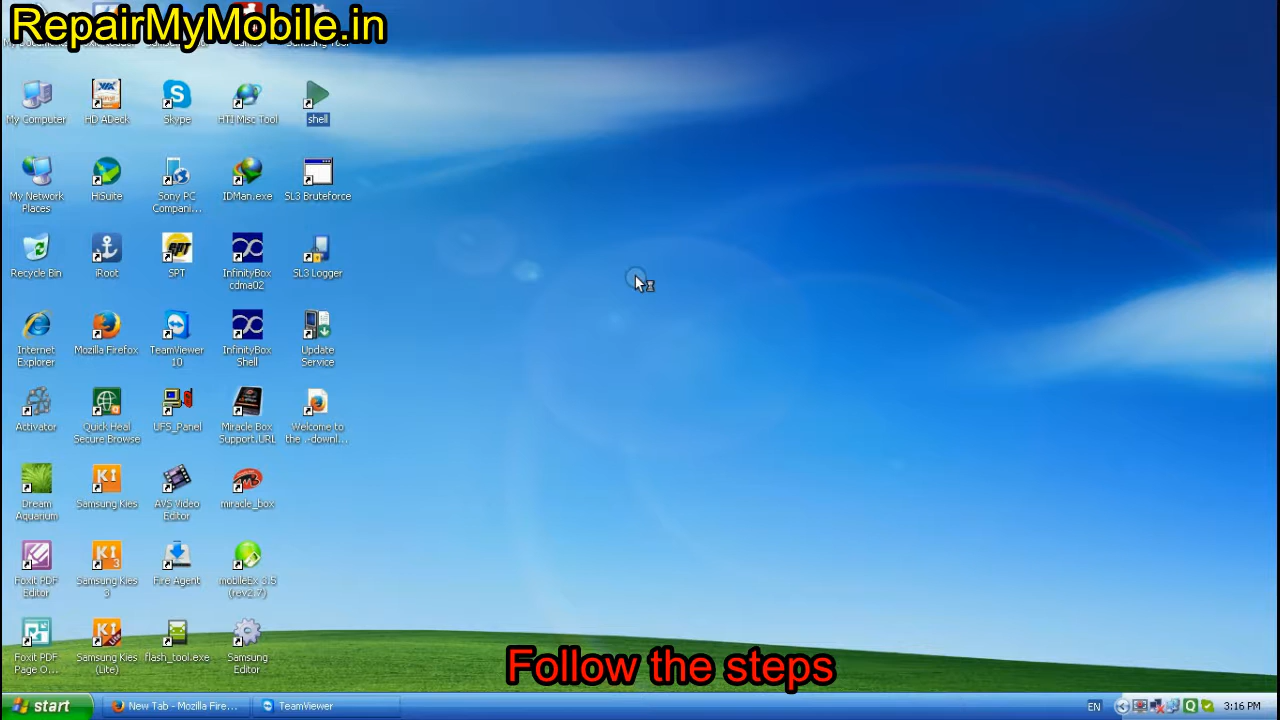 RepairMyMobile.in
My Computer
HD ADeck
Skype
HTI Misc Tool
shell
My Network
Places
HiSuite
Sony PC
Compani...
IDMan.exe
SL3 Bruteforce
Recycle Bin
iRoot
SPT
SPT
InfinityBox
cdma02
SL3 Logger
Internet
Explorer
Mozilla Firefox
TeamViewer
10
InfinityBox
Shell
Update
Service
Activator
Quick Heal
Secure Browse
UFS_Panel
Miracle Box
Support.URL
Welcome to
the .-downl...
Dream
Aquarium
Samsung Kies
AVS Video
Editor
miracle_box
Foxit PDF
Editor
Samsung Kies
3
Fire Agent
mobileEx 3.5
(rev2.7)
Foxit PDF
Page O...
Samsung Kies
(Lite)
flash_tool.exe
Samsung
Editor
Follow the steps
start
New Tab - Mozilla Fire...
TeamViewer
EN
3:16 PM